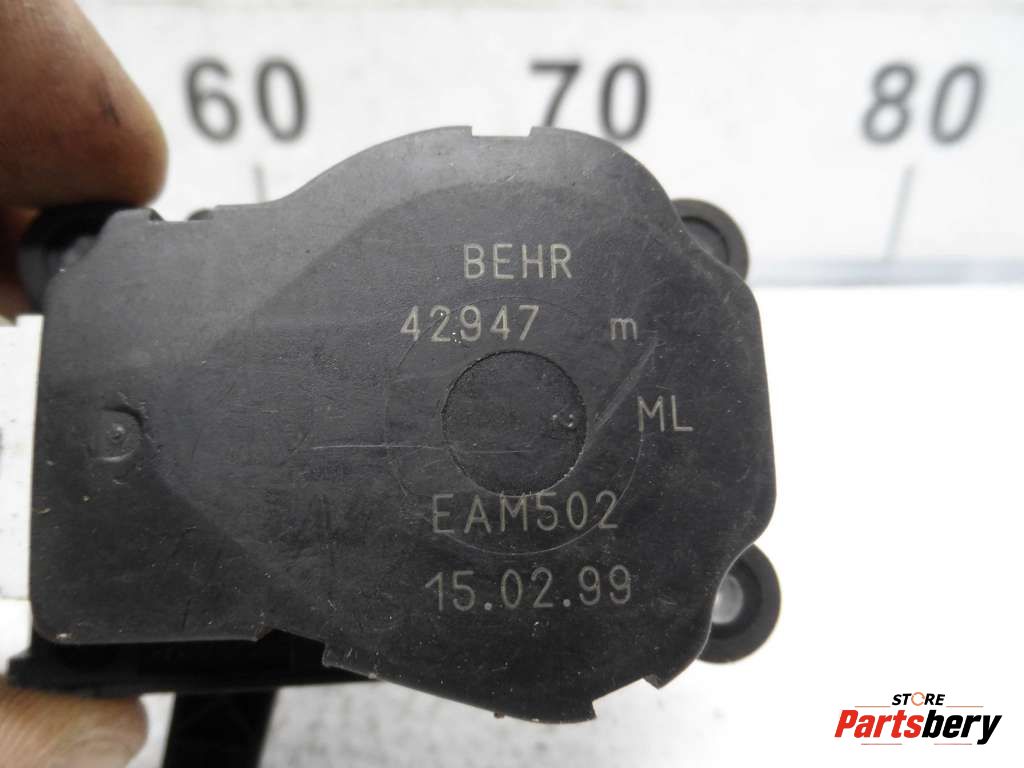 60 70 80
BEHR
42947 m
ML
EAM502
15.02.99
STORE
Partsbery